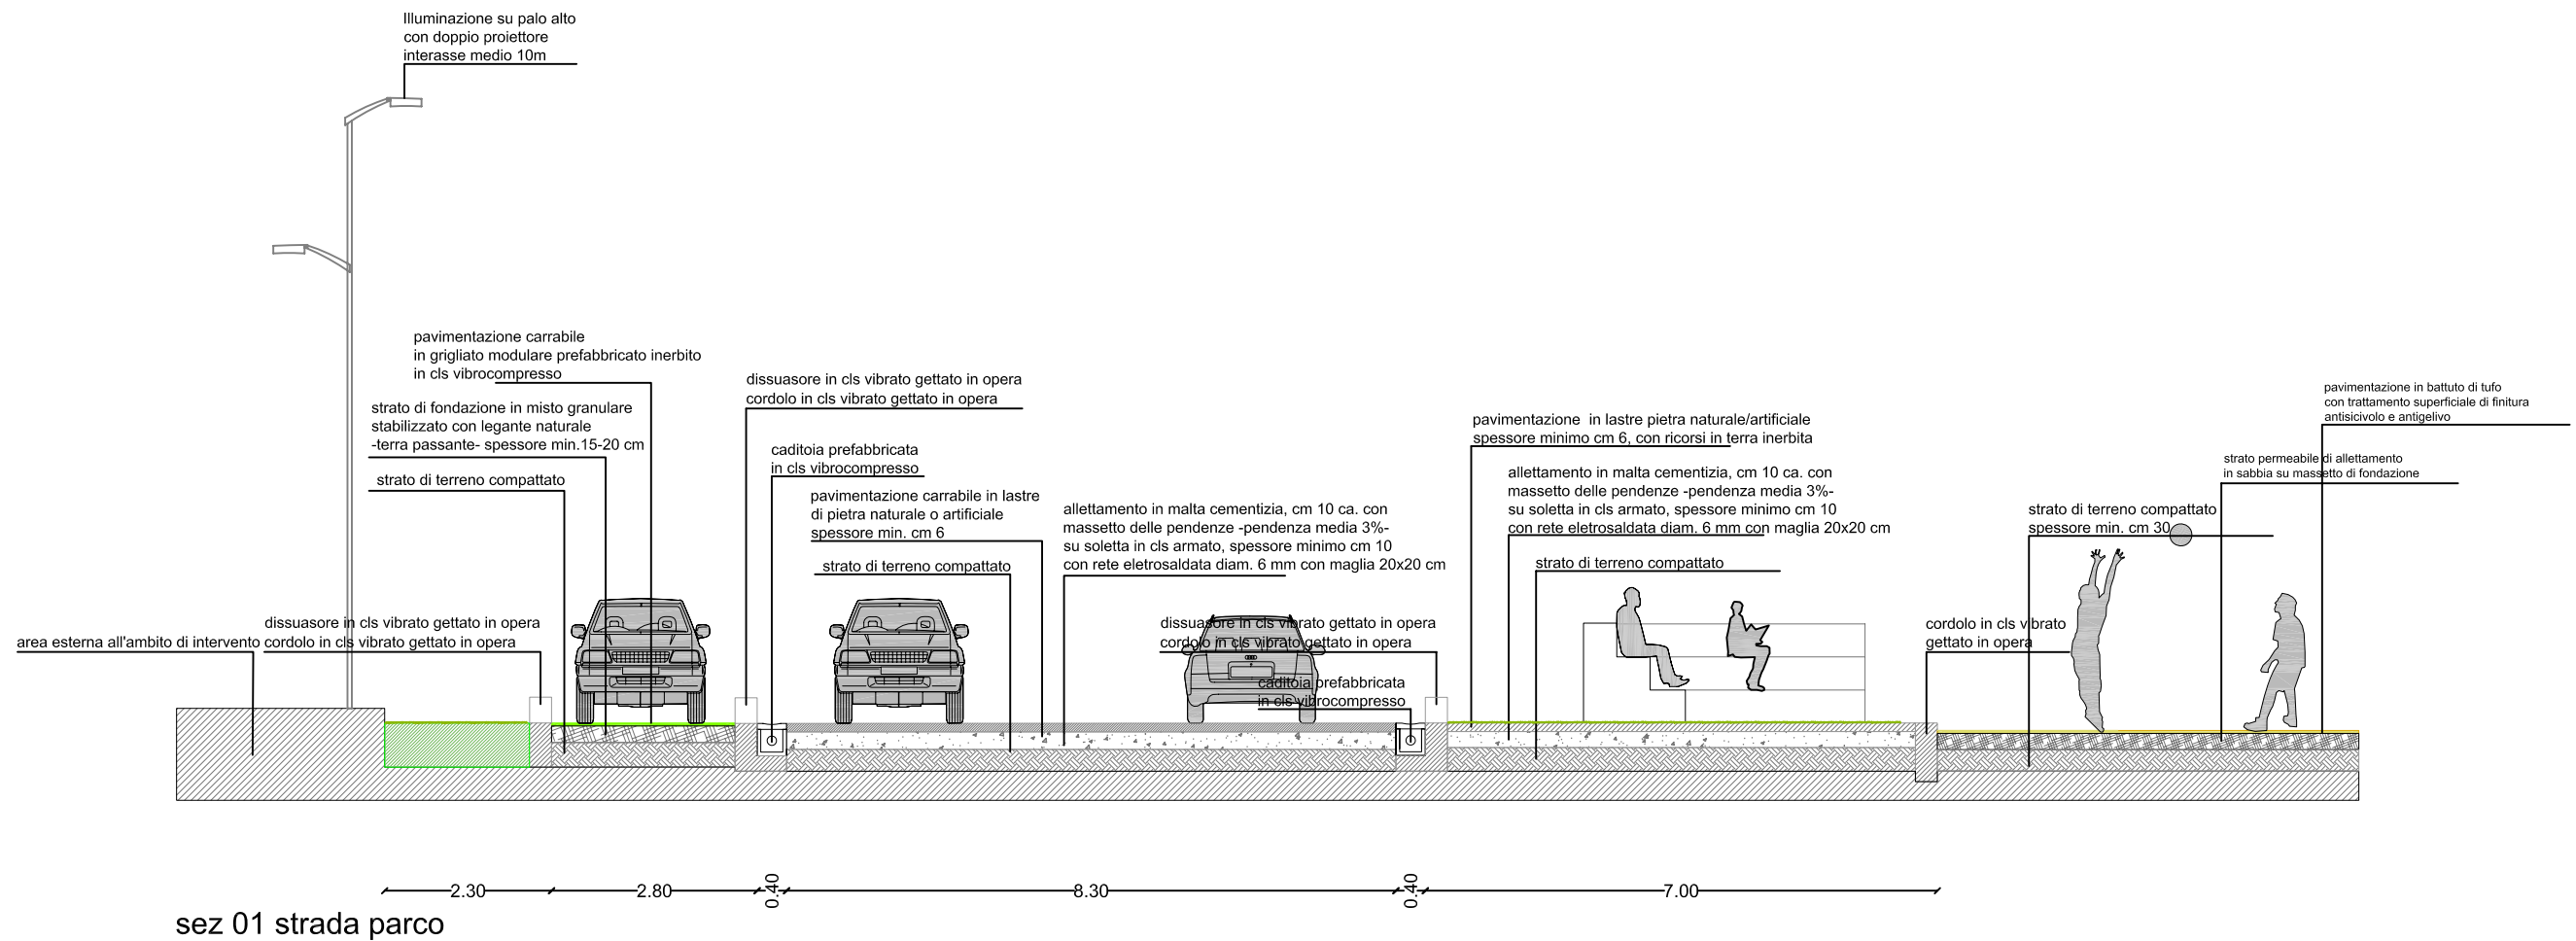 Illuminazione su palo alto
con doppio proiettore
interasse medio 10m
pavimentazione carrabile
in grigliato modulare prefabbricato inerbito
in cls vibrocompresso
strato di fondazione in misto granulare
stabilizzato con legante naturale
-terra passante- spessore min.15-20 cm
strato di terreno compattato
dissuasore in cls vibrato gettato in opera
cordolo in cls vibrato gettato in opera
area esterna all'ambito di intervento
dissuasore in cls vibrato gettato in opera
cordolo in cls vibrato gettato in opera
caditoia prefabbricata
in cls vibrocompresso
pavimentazione carrabile in lastre
di pietra naturale o artificiale
spessore min. cm 6
strato di terreno compattato
allettamento in malta cementizia, cm 10 ca. con
massetto delle pendenze -pendenza media 3%-
su soletta in cls armato, spessore minimo cm 10
con rete eletrosaldata diam. 6 mm con maglia 20x20 cm
dissuasore in cls vibrato gettato in opera
cordolo in cls vibrato gettato in opera
caditoia prefabbricata
in cls vibrocompresso
pavimentazione  in lastre pietra naturale/artificiale
spessore minimo cm 6, con ricorsi in terra inerbita
allettamento in malta cementizia, cm 10 ca. con
massetto delle pendenze -pendenza media 3%-
su soletta in cls armato, spessore minimo cm 10
con rete eletrosaldata diam. 6 mm con maglia 20x20 cm
strato di terreno compattato
cordolo in cls vibrato
gettato in opera
strato di terreno compattato
spessore min. cm 30
strato permeabile di allettamento
in sabbia su massetto di fondazione
pavimentazione in battuto di tufo
con trattamento superficiale di finitura
antisicivolo e antigelivo
2.30
2.80
0.40
8.30
0.40
7.00
sez 01 strada parco